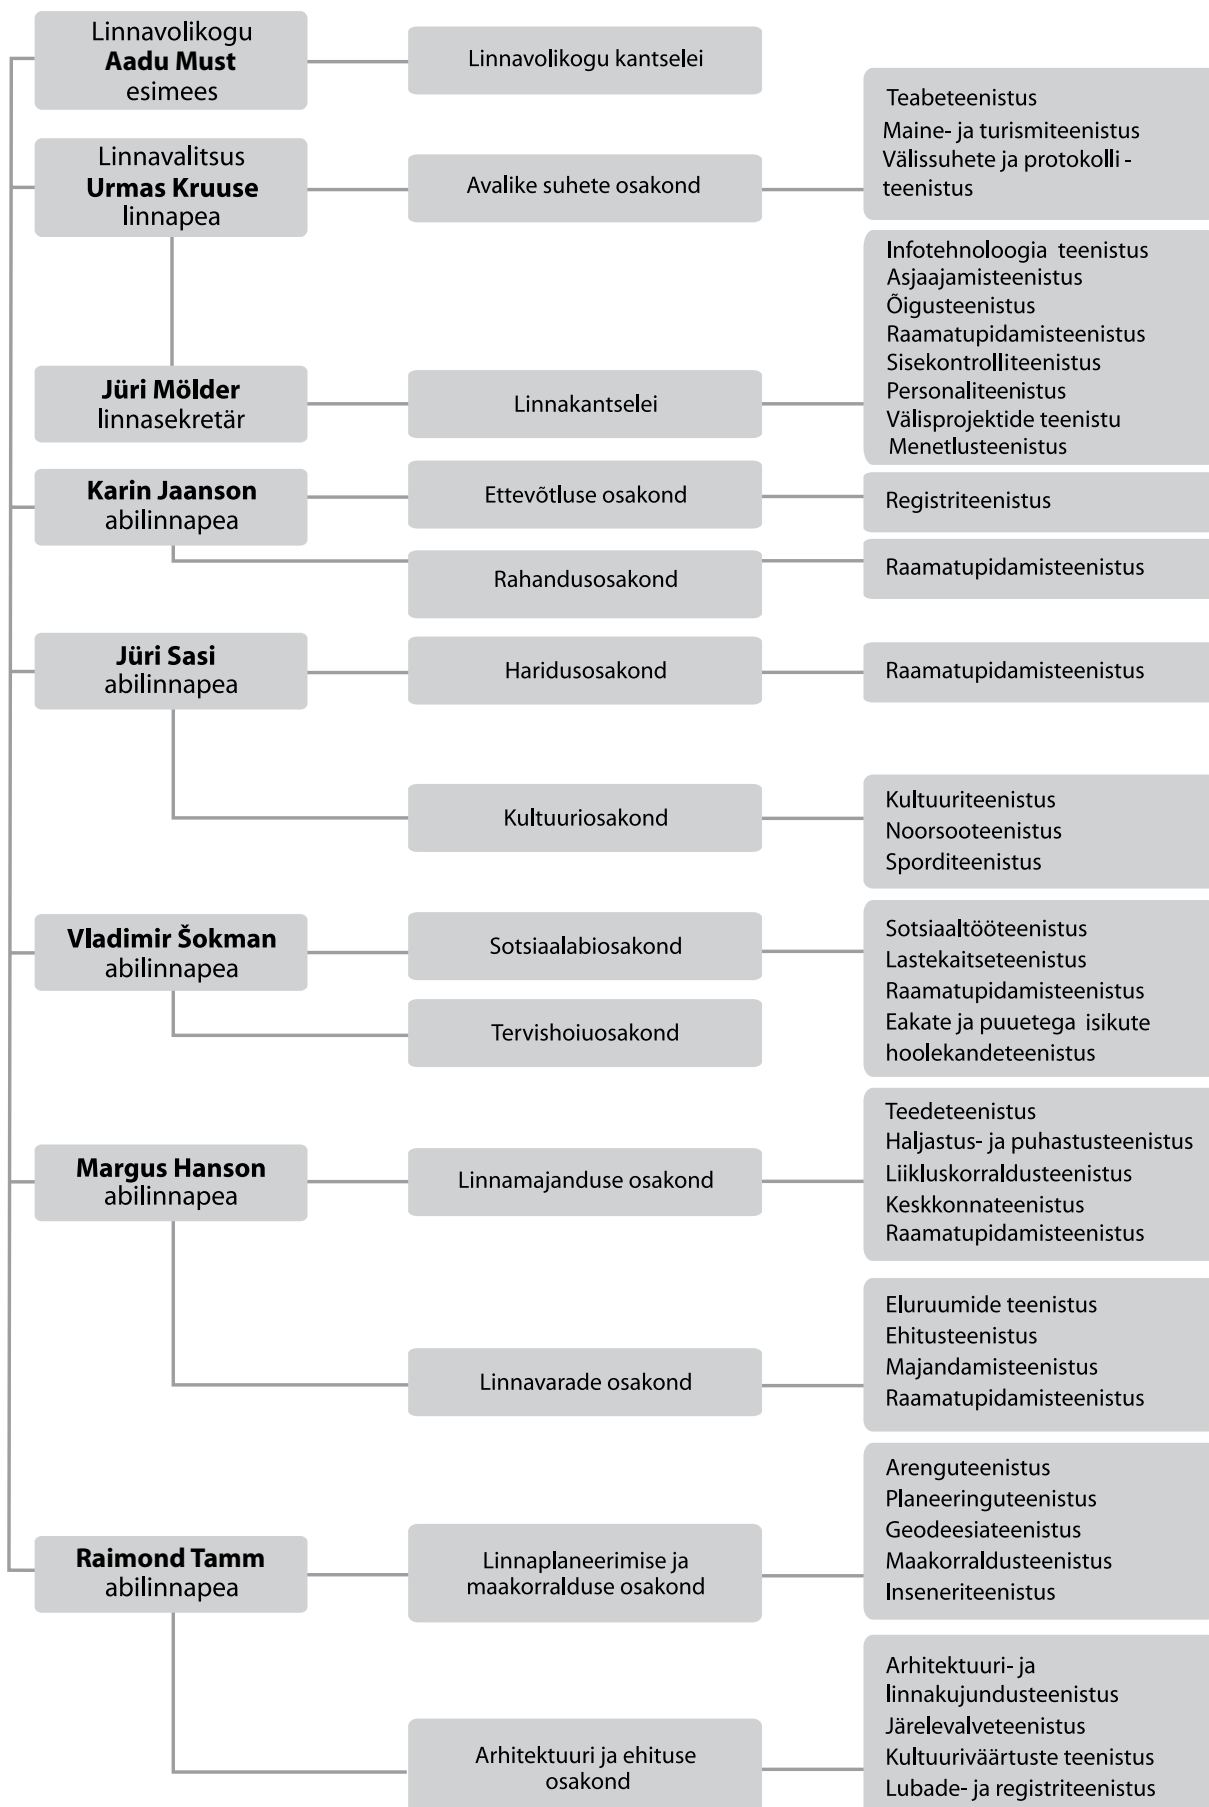 Linnavolikogu
Aadu Must
esimees
Linnavolikogu kantselei
Linnavalitsus
Urmas Kruuse
linnapea
Avalike suhete osakond
Teabeteenistus
Maine- ja turismiteenistus
Välissuhete ja protokolli -
teenistus
Jüri Mölder
linnasekretär
Linnakantselei
Infotehnoloogia teenistus
Asjaajamisteenistus
Õigusteenistus
Raamatupidamisteenistus
Sisekontrolliteenistus
Personaliteenistus
Välisprojektide teenistu
Menetlusteenistus
Karin Jaanson
abilinnapea
Ettevõtluse osakond
Registriteenistus
Rahandusosakond
Raamatupidamisteenistus
Jüri Sasi
abilinnapea
Haridusosakond
Raamatupidamisteenistus
Kultuuriosakond
Kultuuriteenistus
Noorsooteenistus
Sporditeenistus
Vladimir Šokman
abilinnapea
Sotsiaalabiosakond
Sotsiaaltööteenistus
Lastekaitseteenistus
Raamatupidamisteenistus
Eakate ja puuetega isikute
hoolekandeteenistus
Tervishoiuosakond
Margus Hanson
abilinnapea
Linnamajanduse osakond
Teedeteenistus
Haljastus- ja puhastusteenistus
Liikluskorraldusteenistus
Keskkonnateenistus
Raamatupidamisteenistus
Linnavarade osakond
Eluruumide teenistus
Ehitusteenistus
Majandamisteenistus
Raamatupidamisteenistus
Raimond Tamm
abilinnapea
Linnaplaneerimise ja
maakorralduse osakond
Arenguteenistus
Planeeringuteenistus
Geodeesiateenistus
Maakorraldusteenistus
Inseneriteenistus
Arhitektuuri ja ehituse
osakond
Arhitektuuri- ja
linnakujundusteenistus
Järelevalveteenistus
Kultuuriväärtuste teenistus
Lubade- ja registriteenistus